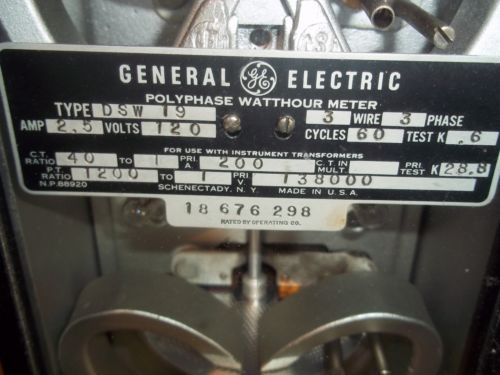 GENERAL GE ELECTRIC
POLYPHASE WATTHOUR METER
TYPE DSW 19 3 WIRE 3 PHASE
AMP 2.5 VOLTS 120 CYCLES 60 TEST K .6
FOR USE WITH INSTRUMENT TRANSFORMERS
C.T. RATIO 40 TO 1 PRI A 200 C.T IN MULT. PRI. TEST K 28.8
P.T. RATIO 1200 TO 1 PRI V 138000
N.P. B8920 SCHENECTADY, N. Y. MADE IN U.S.A.
18 676 298
RATED BY OPERATING CO.